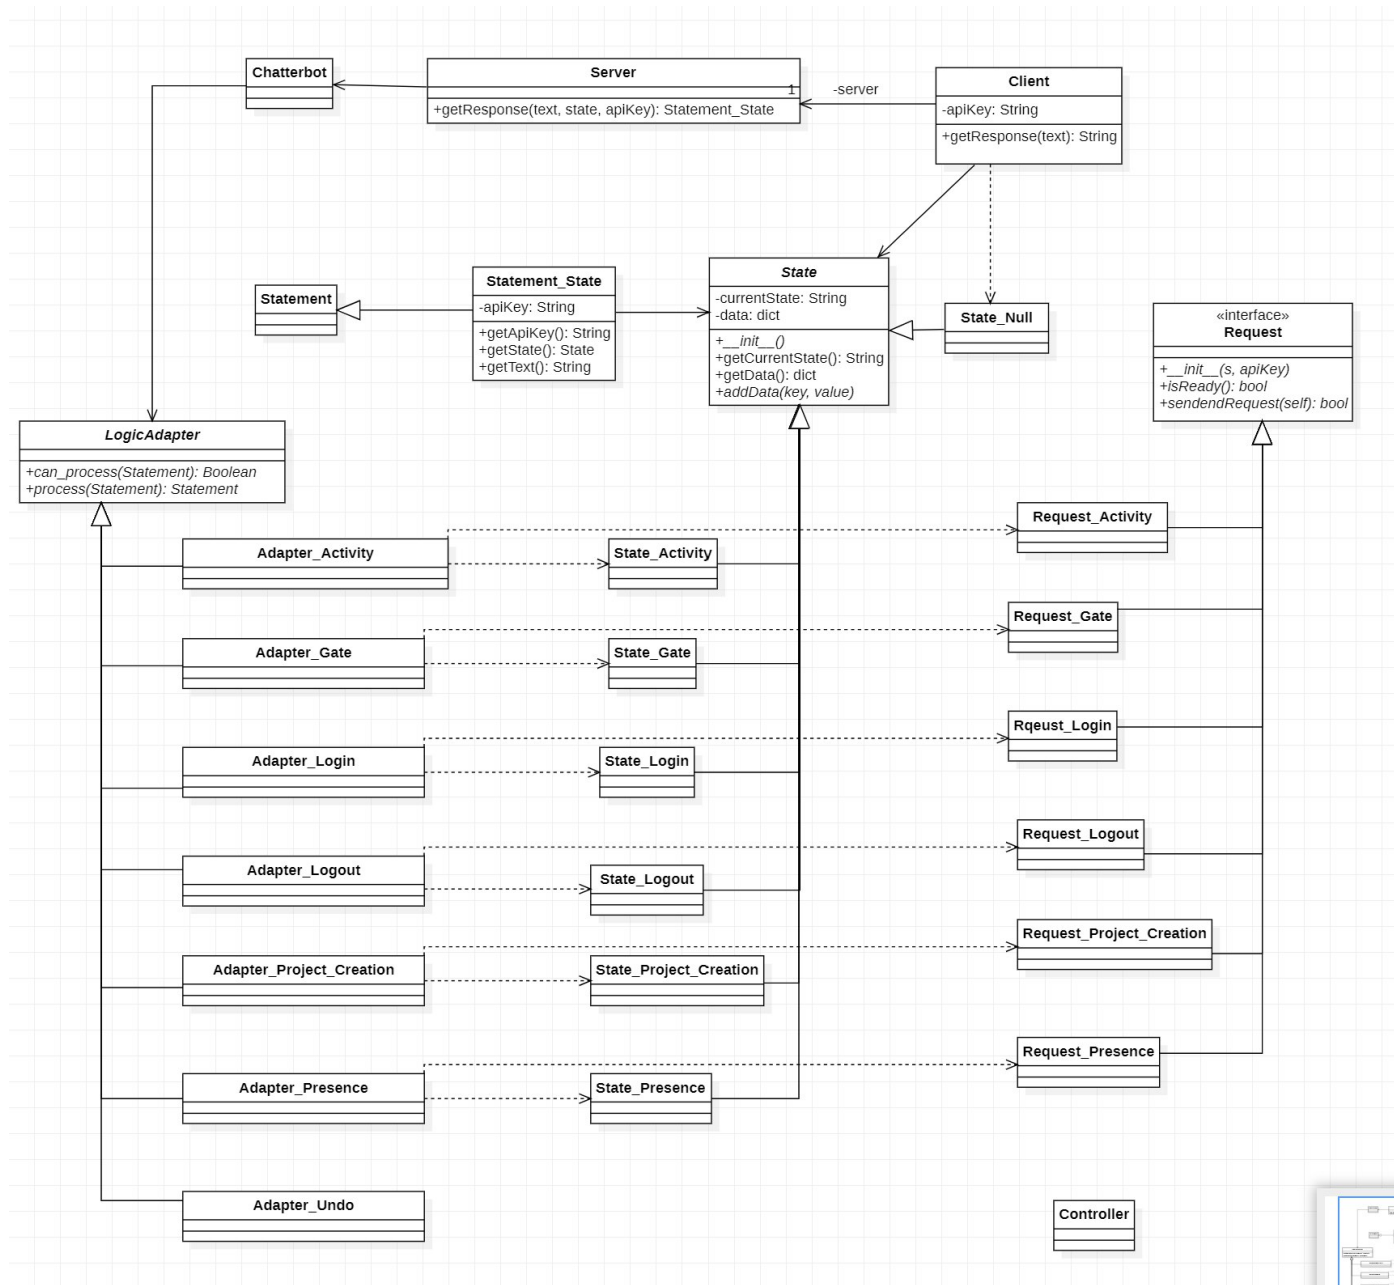 Chatterbot
Server
1
+getResponse(text, state, apiKey): Statement_State
-server
Client
-apiKey: String
+getResponse(text): String
Statement
Statement_State
-apiKey: String
+getApiKey(): String
+getState(): State
+getText(): String
State
-currentState: String
-data: dict
+__init__()
+getCurrentState(): String
+getData(): dict
+addData(key, value)
State_Null
«interface»
Request
+__init__(s, apiKey)
+isReady(): bool
+sendendRequest(self): bool
LogicAdapter
+can_process(Statement): Boolean
+process(Statement): Statement
Adapter_Activity
State_Activity
Request_Activity
Adapter_Gate
State_Gate
Request_Gate
Adapter_Login
State_Login
Rqeust_Login
Adapter_Logout
State_Logout
Request_Logout
Adapter_Project_Creation
State_Project_Creation
Request_Project_Creation
Adapter_Presence
State_Presence
Request_Presence
Adapter_Undo
Controller